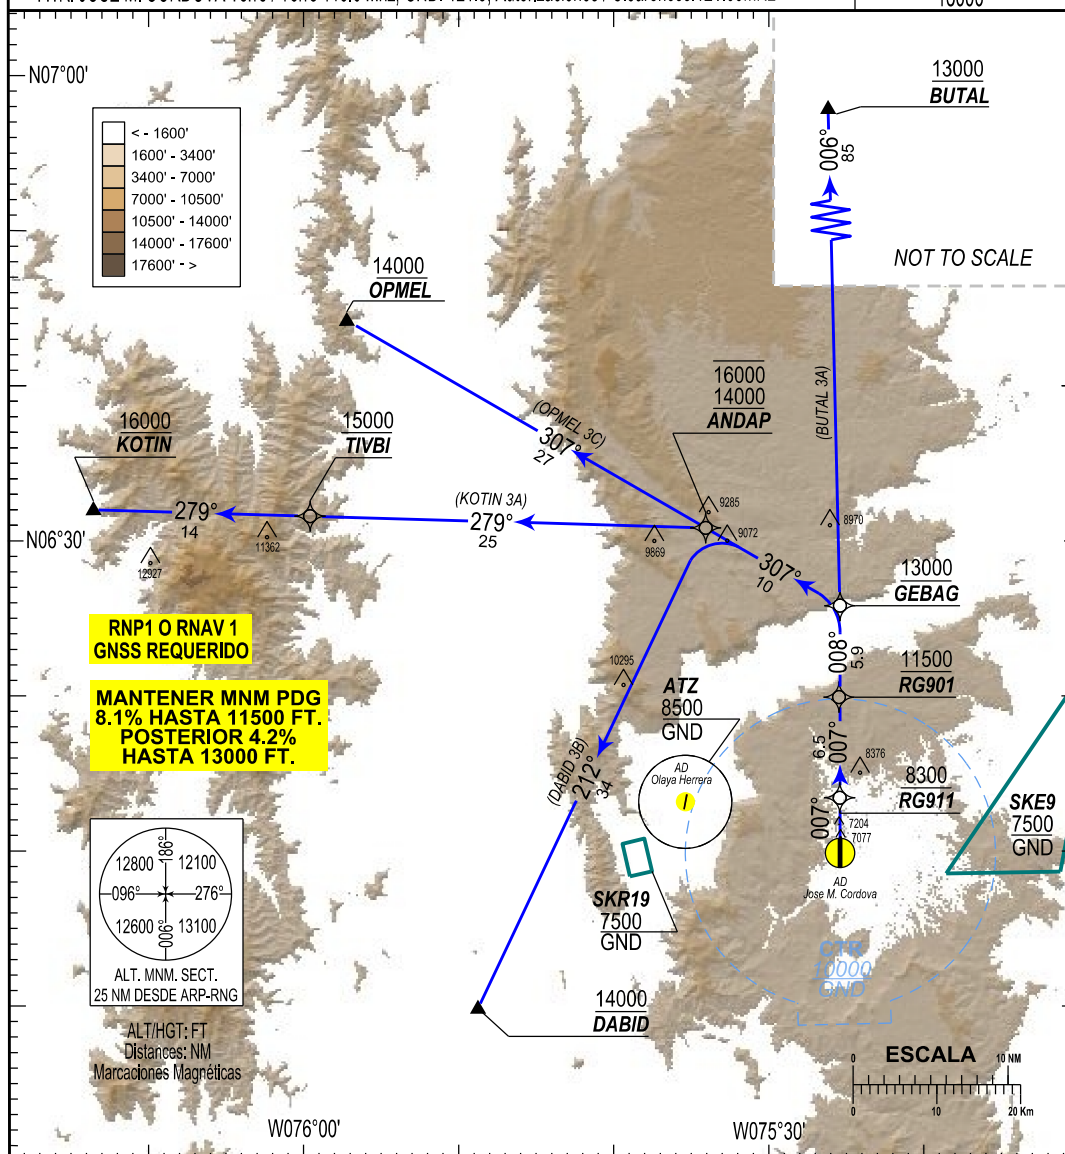 10000
N07°00'
< - 1600'
1600' - 3400'
3400' - 7000'
7000' - 10500'
10500' - 14000'
14000' - 17600'
17600' - >
13000
BUTAL
006°
85
NOT TO SCALE
14000
OPMEL
(BUTAL 3A)
16000
14000
ANDAP
(OPMEL 3C)
307°
27
16000
KOTIN
15000
TIVBI
(KOTIN 3A)
279°
14
279°
25
9285
9072
9869
8970
11362
12927
N06°30'
307°
10
13000
GEBAG
RNP1 O RNAV 1
GNSS REQUERIDO
008°
5.9
11500
RG901
10295
ATZ
8500
GND
MANTENER MNM PDG
8.1% HASTA 11500 FT.
POSTERIOR 4.2%
HASTA 13000 FT.
(DABID 3B)
212°
34
AD
Olaya Herrera
6.5
007°
8376
8300
RG911
007°
7204
7077
SKE9
7500
GND
AD
Jose M. Cordova
12800
186°
12100
096°
276°
12600
006°
13100
ALT. MNM. SECT.
25 NM DESDE ARP-RNG
SKR19
7500
GND
CTR
10000
GND
14000
DABID
ALT/HGT: FT
Distances: NM
Marcaciones Magnéticas
ESCALA
0
10 NM
0
10
20 Km
W076°00'
W075°30'